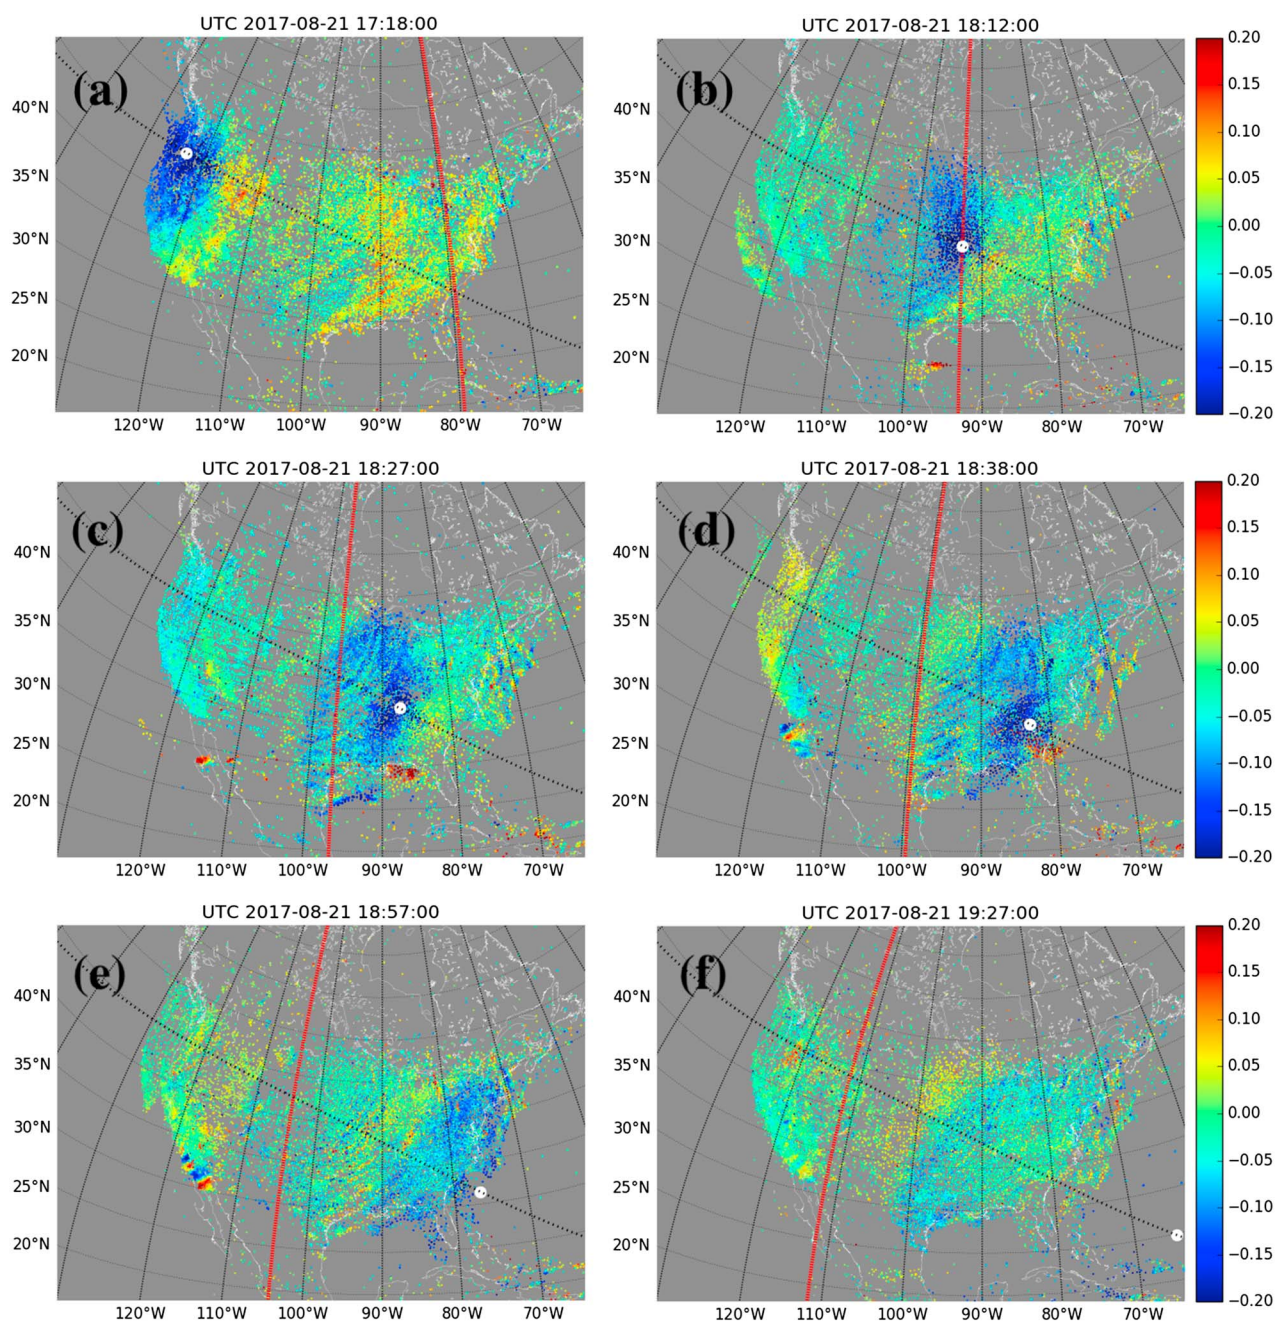 UTC 2017-08-21 17:18:00
UTC 2017-08-21 18:12:00
(a)
(b)
40°N
35°N
30°N
25°N
20°N
120°W 110°W 100°W 90°W 80°W 70°W
40°N
35°N
30°N
25°N
20°N
130°W 120°W 110°W 100°W 90°W 80°W 70°W
0.20
0.15
0.10
0.05
0.00
−0.05
−0.10
−0.15
−0.20
UTC 2017-08-21 18:27:00
UTC 2017-08-21 18:38:00
(c)
(d)
40°N
35°N
30°N
25°N
20°N
120°W 110°W 100°W 90°W 80°W 70°W
40°N
35°N
30°N
25°N
20°N
120°W 110°W 100°W 90°W 80°W 70°W
0.20
0.15
0.10
0.05
0.00
−0.05
−0.10
−0.15
−0.20
UTC 2017-08-21 18:57:00
UTC 2017-08-21 19:27:00
(e)
(f)
40°N
35°N
30°N
25°N
20°N
120°W 110°W 100°W 90°W 80°W 70°W
40°N
35°N
30°N
25°N
20°N
120°W 110°W 100°W 90°W 80°W 70°W
0.20
0.15
0.10
0.05
0.00
−0.05
−0.10
−0.15
−0.20